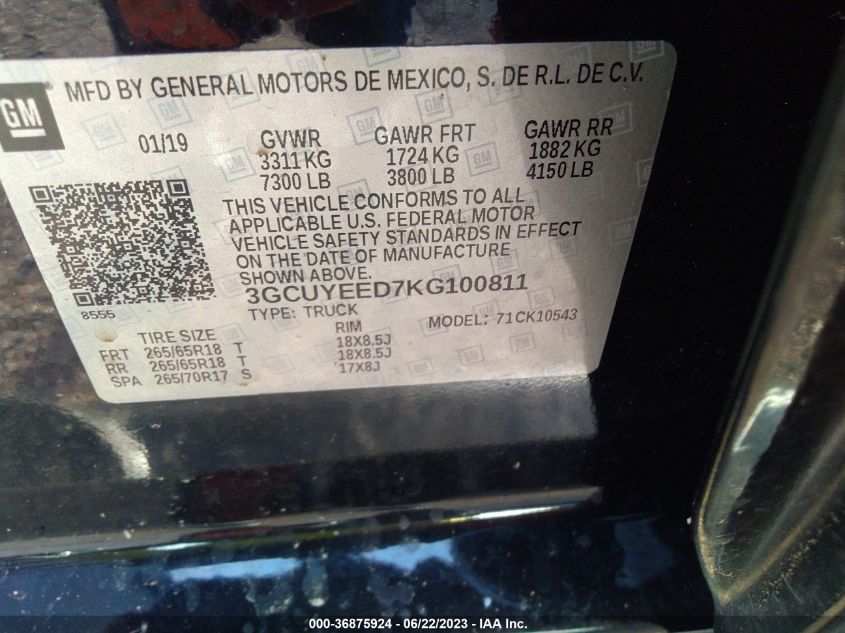 GM
MFD BY GENERAL MOTORS DE MEXICO, S. DE R.L. DE C.V.
01/19 GVWR GAWR FRT GAWR RR
3311 KG 1724 KG 1882 KG
7300 LB 3800 LB 4150 LB
THIS VEHICLE CONFORMS TO ALL
APPLICABLE U.S. FEDERAL MOTOR
VEHICLE SAFETY STANDARDS IN EFFECT
ON THE DATE OF MANUFACTURE
SHOWN ABOVE.
3GCUYEED7KG100811
8555
TYPE: TRUCK MODEL: 71CK10543
TIRE SIZE RIM
FRT 265/65R18 T 18X8.5J
RR 265/65R18 T 18X8.5J
SPA 265/70R17 S 17X8J
000-36875924 - 06/22/2023 - IAA Inc.